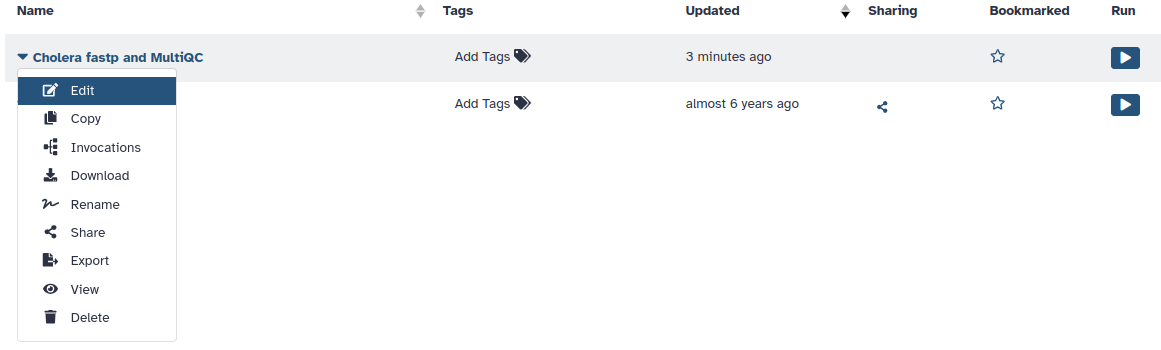 Name Tags Updated Sharing Bookmarked Run
Cholera fastp and MultiQC Add Tags 3 minutes ago
Edit
Add Tags almost 6 years ago
Copy
Invocations
Download
Rename
Share
Export
View
Delete